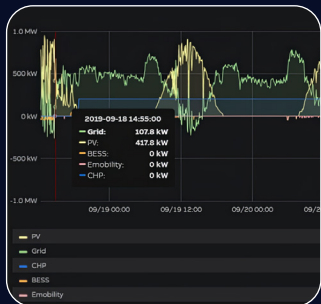 1.0 MW
500 kW
0 kW
-500 kW
-1.0 MW
2019-09-18 14:55:00
Grid: 107.8 kW
PV: 417.8 kW
BESS: 0 kW
Emobility: 0 kW
CHP: 0 kW
09/19 00:00
09/19 12:00
09/20 00:00
09/2
PV
Grid
CHP
BESS
Emobility